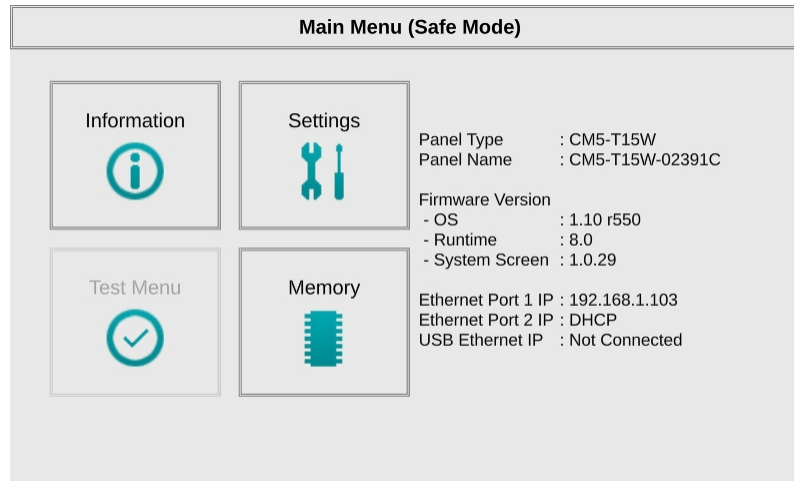 Main Menu (Safe Mode)
Information
Settings
Test Menu
Memory
Panel Type : CM5-T15W
Panel Name : CM5-T15W-02391C
Firmware Version
- OS : 1.10 r550
- Runtime : 8.0
- System Screen : 1.0.29
Ethernet Port 1 IP : 192.168.1.103
Ethernet Port 2 IP : DHCP
USB Ethernet IP : Not Connected